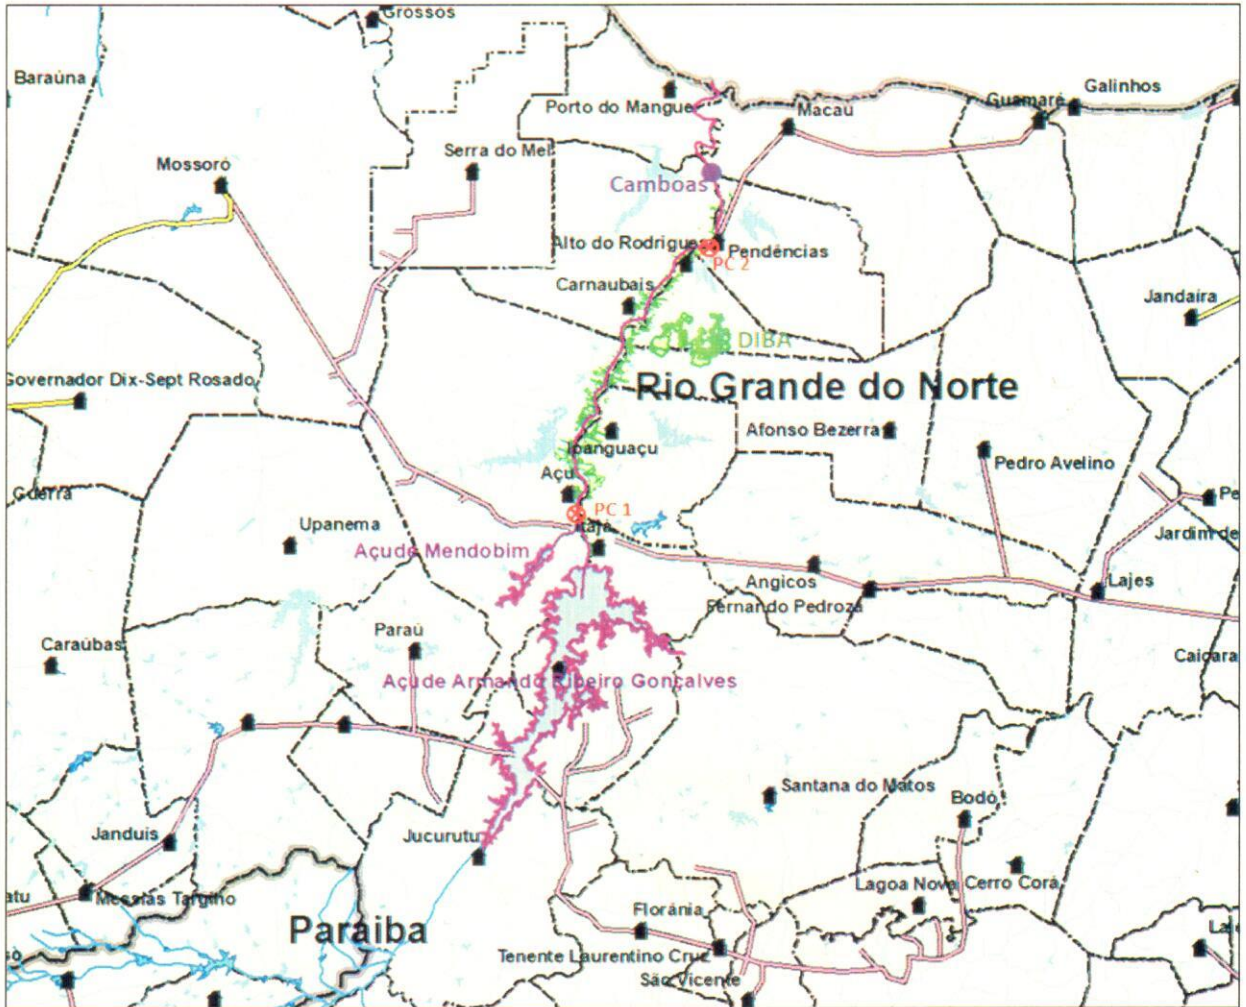 Grossos
Baraúna
Galinhos
Porto do Mangue
Guamaré
Macau
Serra do Mel
Mossoró
Camboas
Alto do Rodrigues
Pendências
PC 2
Carnaubais
Jandaíra
DIBA
Governador Dix-Sept Rosado
Rio Grande do Norte
Afonso Bezerra
Ipanguaçu
Pedro Avelino
Açu
PC 1
Upanema
Itajá
Jardim de
Açude Mendobim
Angicos
Lajes
Fernando Pedroza
Paraú
Caraúbas
Caiçara
Açude Armando Ribeiro Gonçalves
Santana do Matos
Bodó
Janduís
Jucurutu
Lagoa Nova
Cerro Corá
Messias Targino
Florânia
Paraíba
Tenente Laurentino Cruz
São Vicente